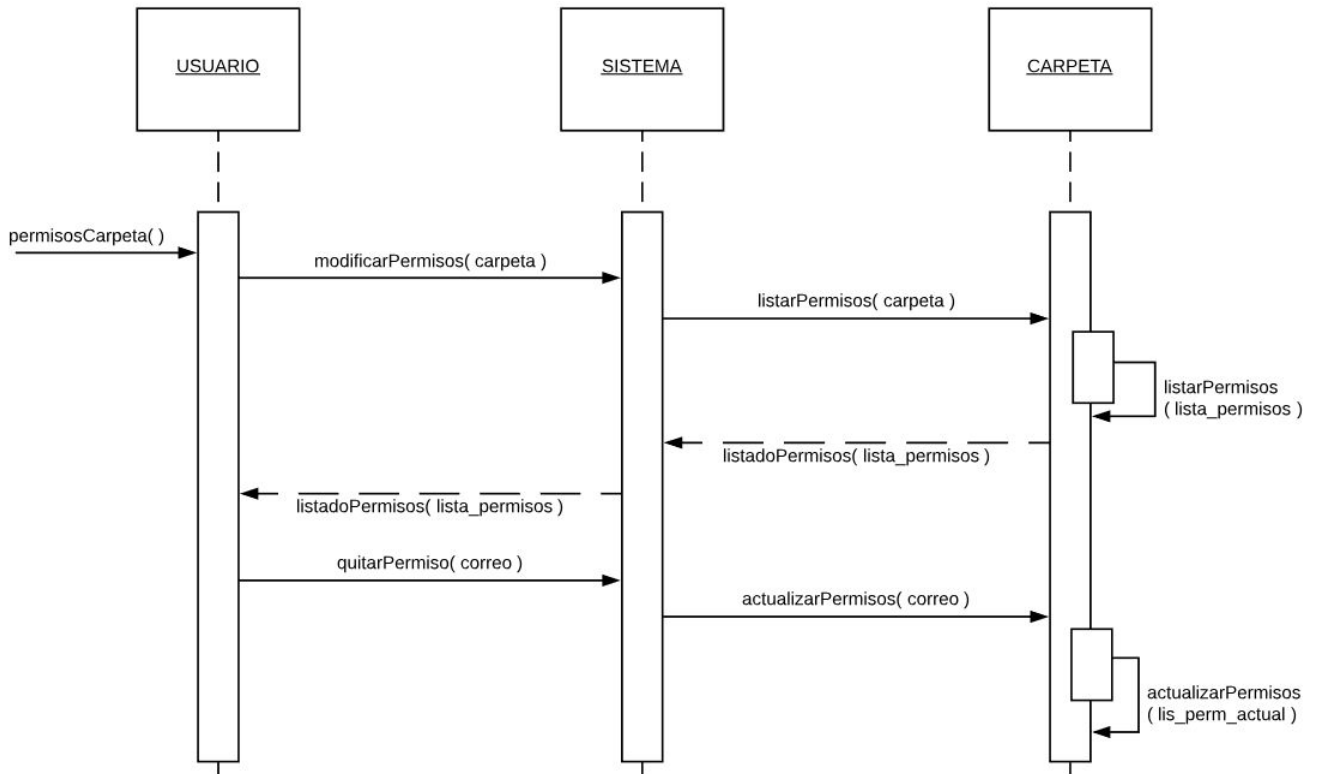 USUARIO
SISTEMA
CARPETA
permisosCarpeta( )
modificarPermisos( carpeta )
listarPermisos( carpeta )
listarPermisos
( lista_permisos )
listadoPermisos( lista_permisos )
listadoPermisos( lista_permisos )
quitarPermiso( correo )
actualizarPermisos( correo )
actualizarPermisos
( lis_perm_actual )